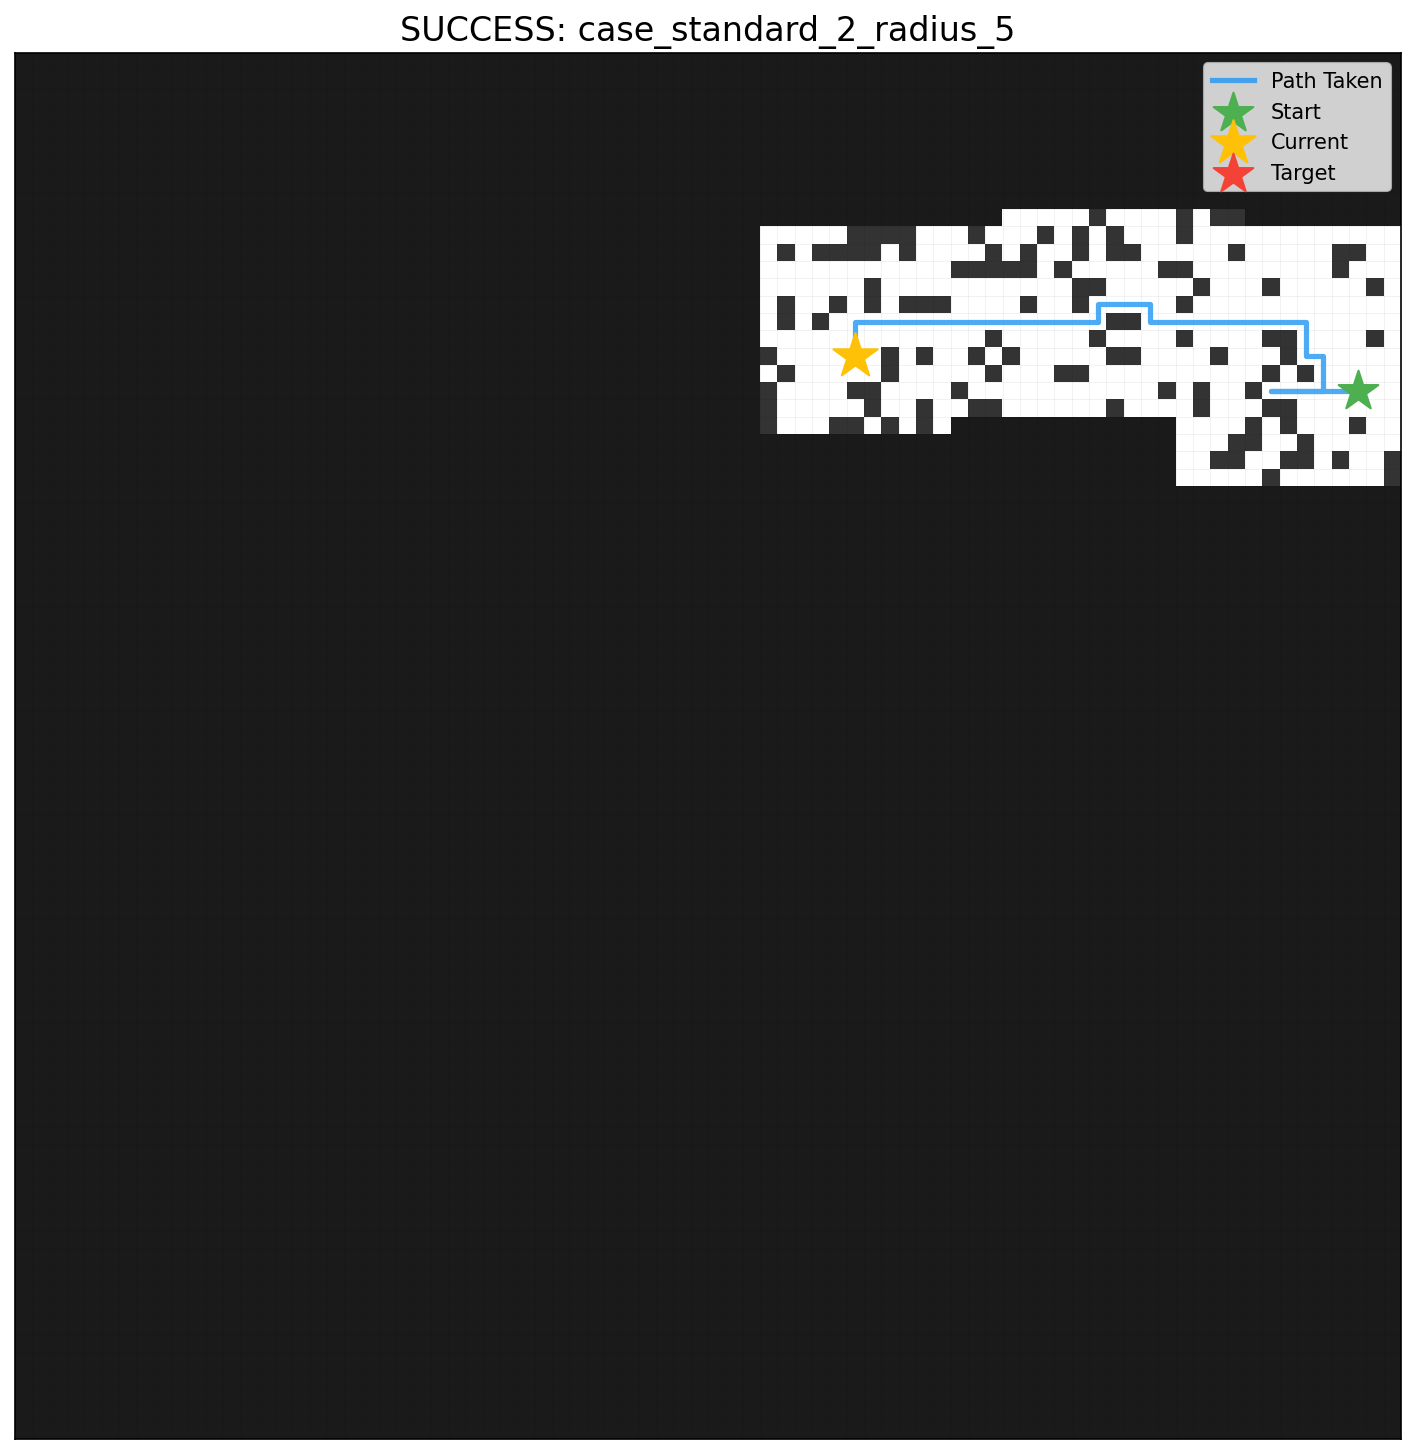 SUCCESS: case_standard_2_radius_5
Path Taken
Start
Current
Target